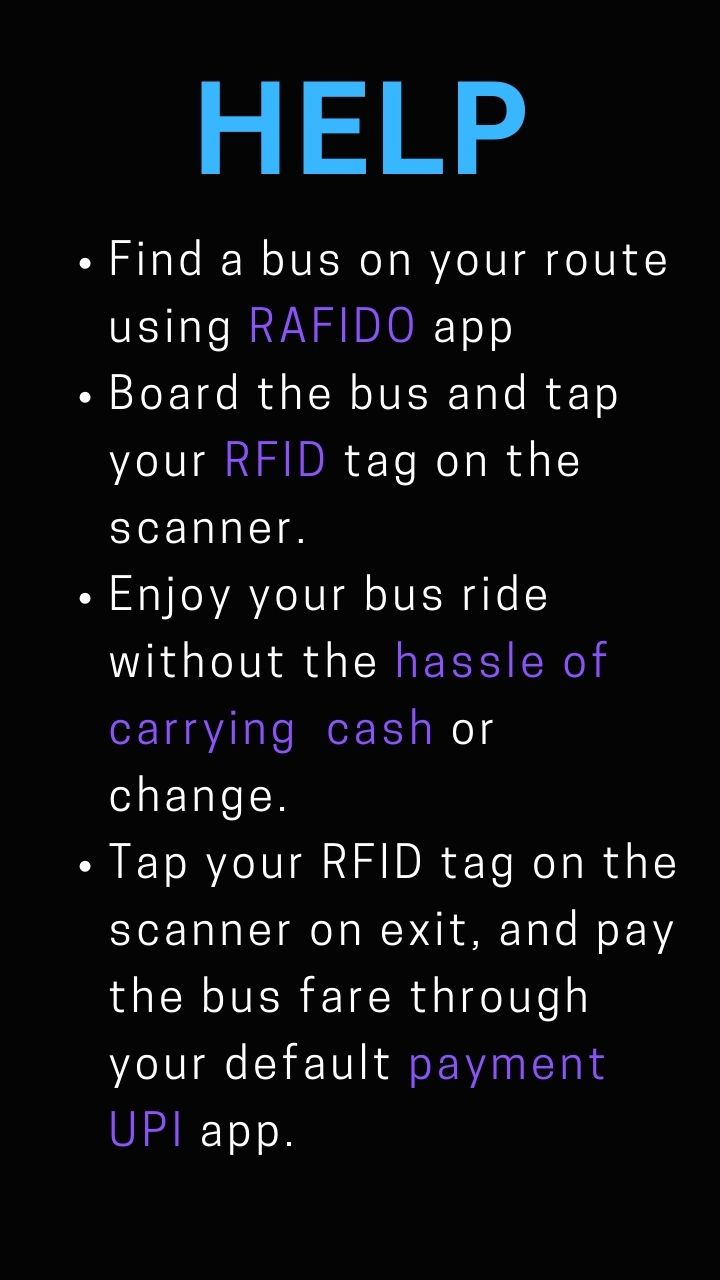 HELP
• Find a bus on your route
using RAFIDO app
• Board the bus and tap
your RFID tag on the
scanner.
• Enjoy your bus ride
without the hassle of
carrying  cash or
change.
• Tap your RFID tag on the
scanner on exit, and pay
the bus fare through
your default payment
UPI app.